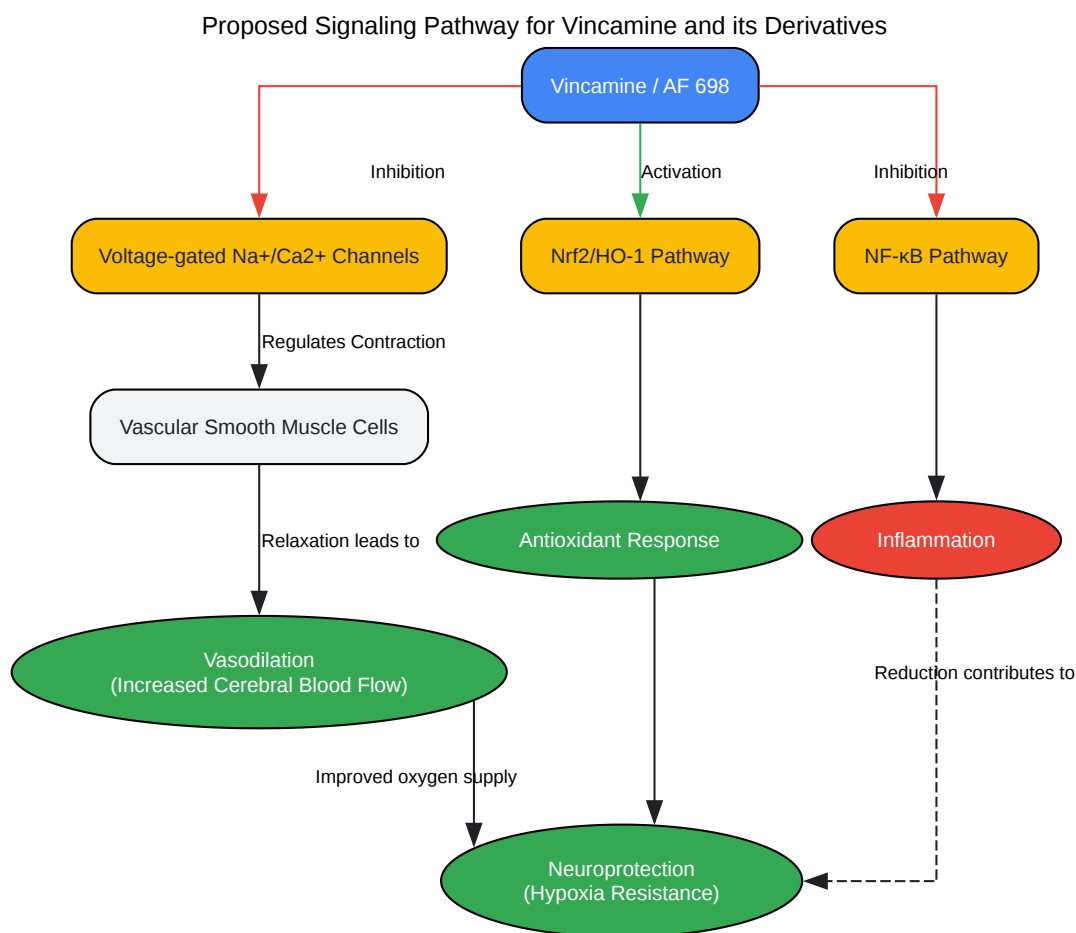 Proposed Signaling Pathway for Vincamine and its Derivatives
Vincamine / AF 698
Inhibition
Activation
Inhibition
Voltage-gated Na+/Ca2+ Channels
Nrf2/HO-1 Pathway
NF-κB Pathway
Regulates Contraction
Vascular Smooth Muscle Cells
Relaxation leads to
Antioxidant Response
Inflammation
Vasodilation
(Increased Cerebral Blood Flow)
Reduction contributes to
Improved oxygen supply
Neuroprotection
(Hypoxia Resistance)